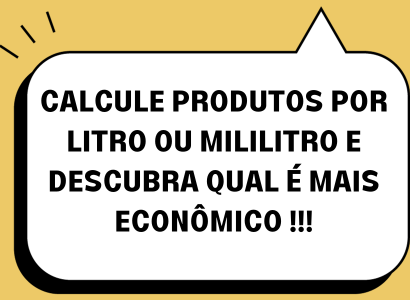 CALCULE PRODUTOS POR
LITRO OU MILILITRO E
DESCUBRA QUAL É MAIS
ECONÔMICO !!!